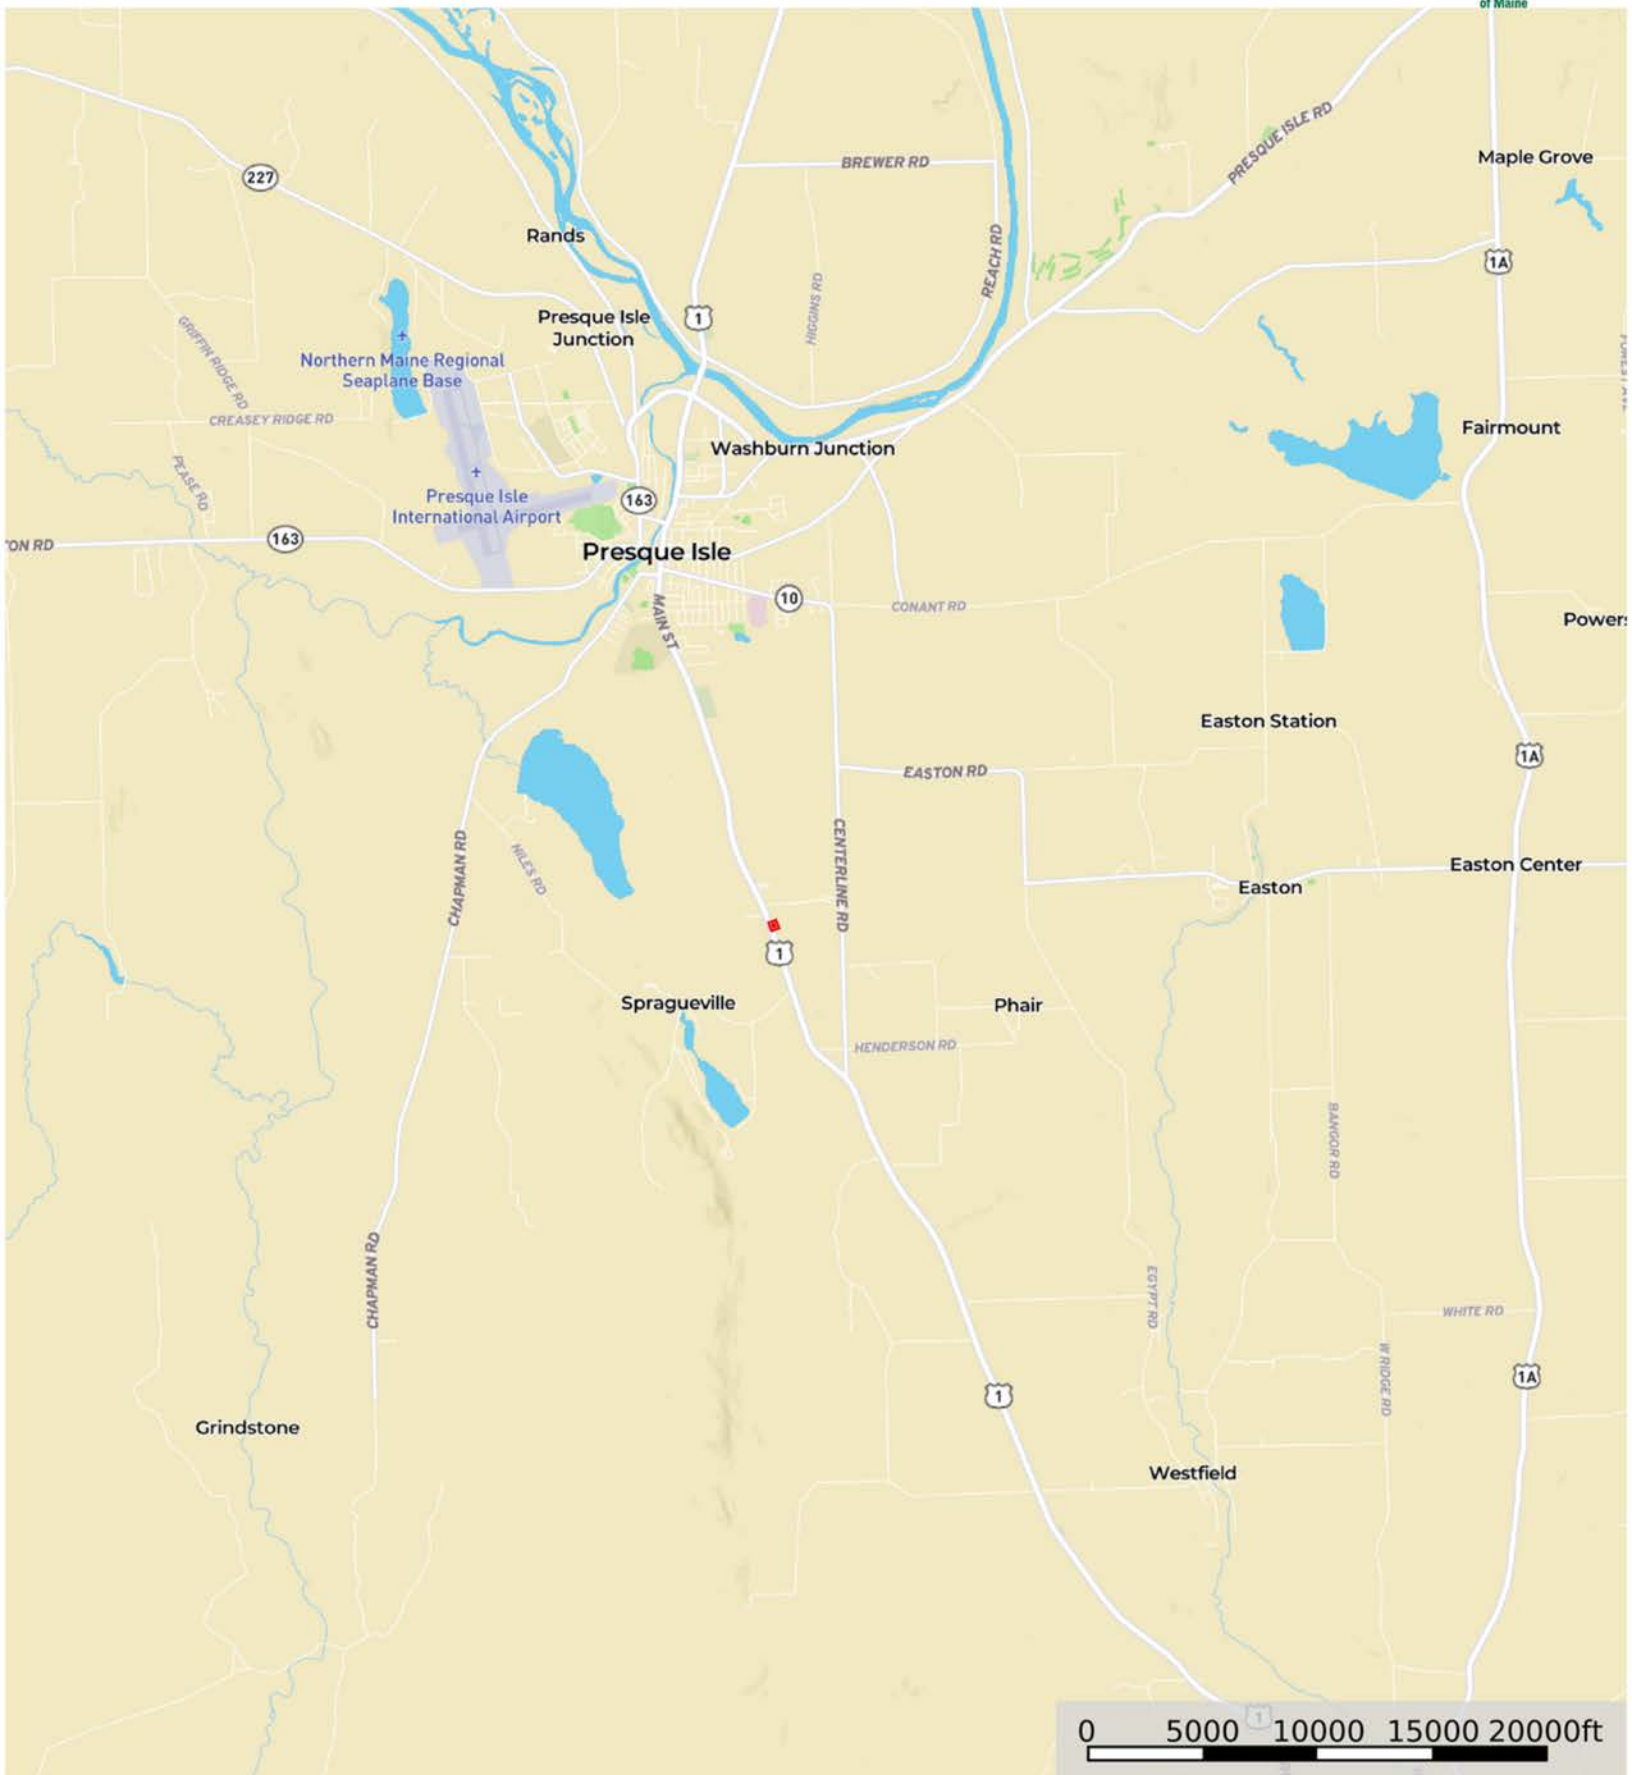 of Maine
Maple Grove
PRESQUE ISLE RD
BREWER RD
227
Rands
REACH RD
1A
HIGGINS RD
1
Presque Isle
Junction
GRIFFIN RIDGE RD
Northern Maine Regional
Seaplane Base
CREASEY RIDGE RD
Fairmount
Washburn Junction
PEASE RD
163
Presque Isle
International Airport
TON RD
163
Presque Isle
10
MAIN ST
CONANT RD
Powers
Easton Station
1A
EASTON RD
CENTERLINE RD
CHAPMAN RD
NILES RD
Easton Center
Easton
1
Spragueville
Phair
HENDERSON RD
BANGOR RD
CHAPMAN RD
EGYPT RD
WHITE RD
W RIDGE RD
1A
1
Grindstone
Westfield
1
0 5000 10000 15000 20000ft